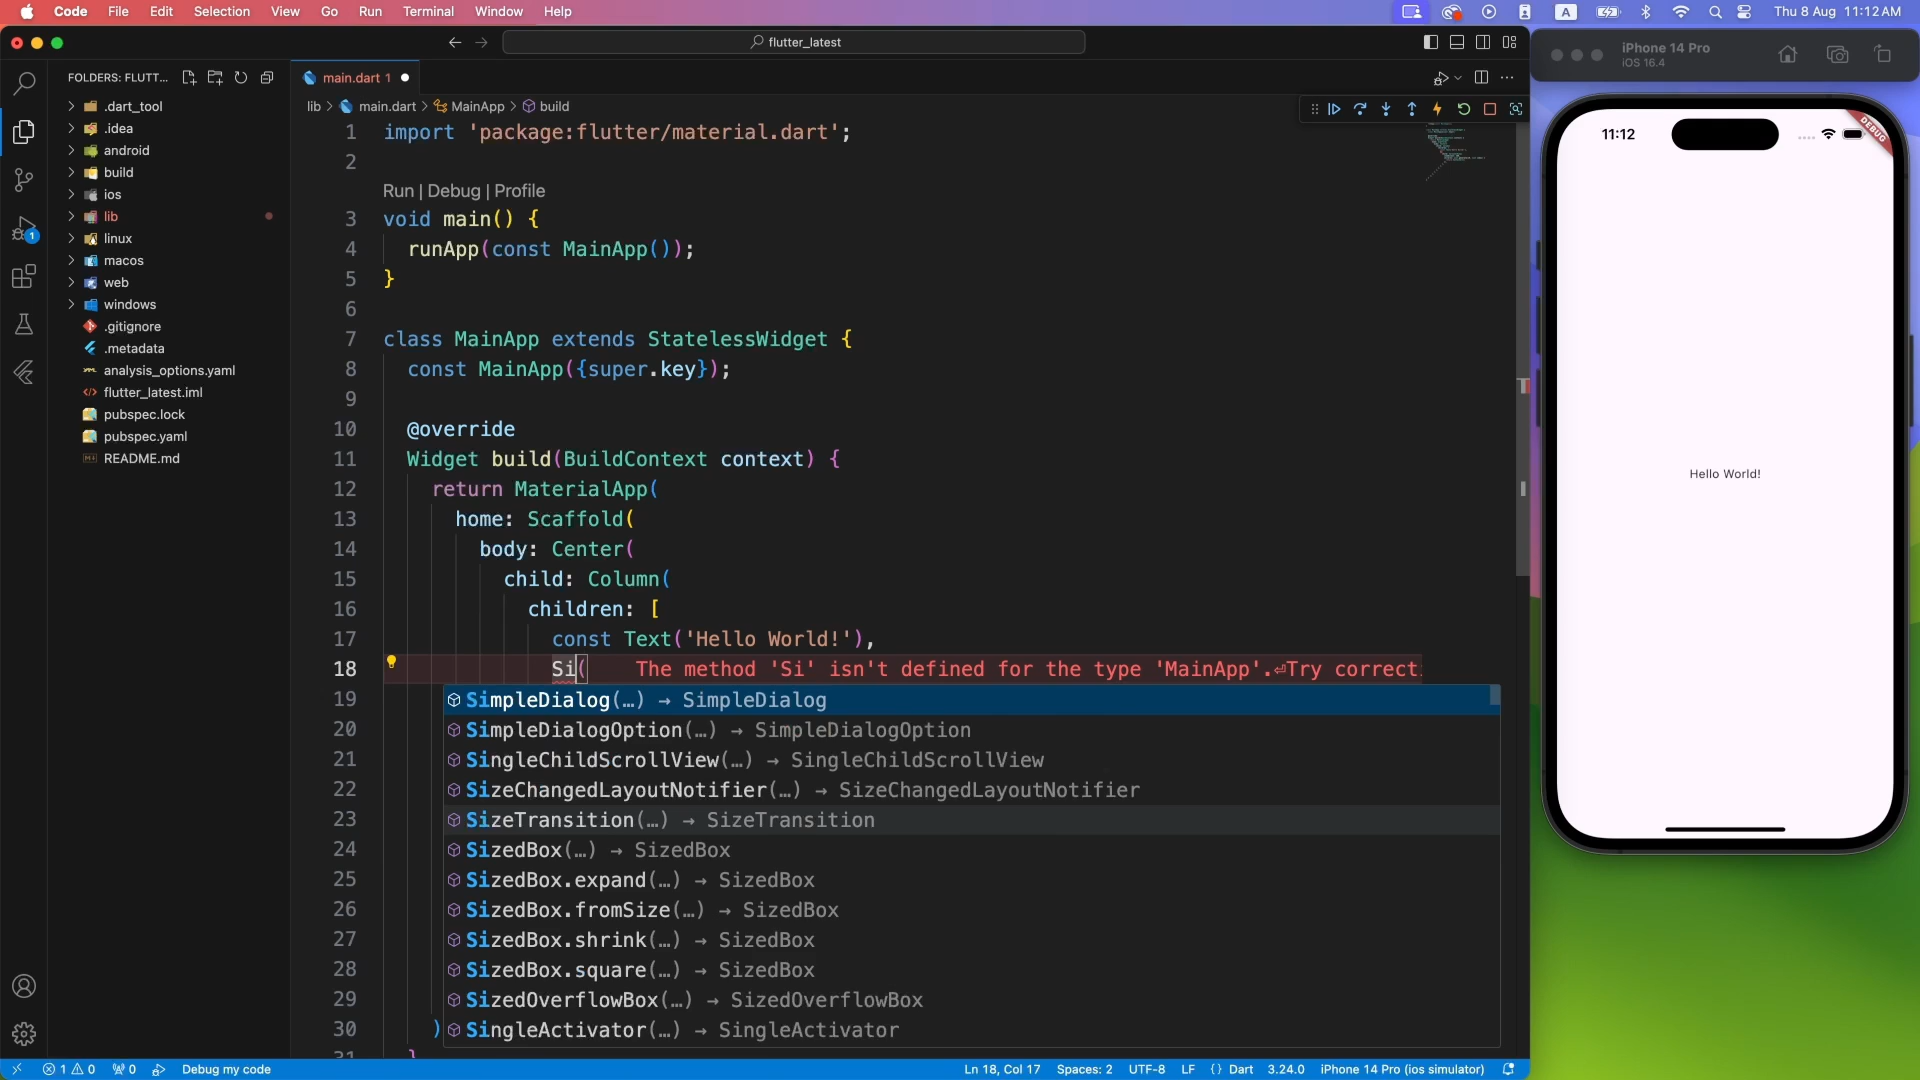 Code File Edit Selection View Go Run Terminal Window Help
A
Thu 8 Aug 11:12 AM
flutter_latest
iPhone 14 Pro
iOS 16.4
FOLDERS: FLUTT...
main.dart 1
.dart_tool
.idea
android
build
ios
lib
linux
macos
web
windows
.gitignore
.metadata
analysis_options.yaml
flutter_latest.iml
pubspec.lock
pubspec.yaml
README.md
1
lib > main.dart > MainApp > build
1 import 'package:flutter/material.dart';
2
Run | Debug | Profile
3 void main() {
4 runApp(const MainApp());
5 }
6
7 class MainApp extends StatelessWidget {
8 const MainApp({super.key});
9
10 @override
11 Widget build(BuildContext context) {
12 return MaterialApp(
13 home: Scaffold(
14 body: Center(
15 child: Column(
16 children: [
17 const Text('Hello World!'),
18 Si( The method 'Si' isn't defined for the type 'MainApp'.⏎Try correct
19 SimpleDialog(…) → SimpleDialog
20 SimpleDialogOption(…) → SimpleDialogOption
21 SingleChildScrollView(…) → SingleChildScrollView
22 SizeChangedLayoutNotifier(…) → SizeChangedLayoutNotifier
23 SizeTransition(…) → SizeTransition
24 SizedBox(…) → SizedBox
25 SizedBox.expand(…) → SizedBox
26 SizedBox.fromSize(…) → SizedBox
27 SizedBox.shrink(…) → SizedBox
28 SizedBox.square(…) → SizedBox
29 SizedOverflowBox(…) → SizedOverflowBox
30 ) SingleActivator(…) → SingleActivator
31 }
11:12
DEBUG
Hello World!
1 0 0 Debug my code
Ln 18, Col 17 Spaces: 2 UTF-8 LF {} Dart 3.24.0 iPhone 14 Pro (ios simulator)